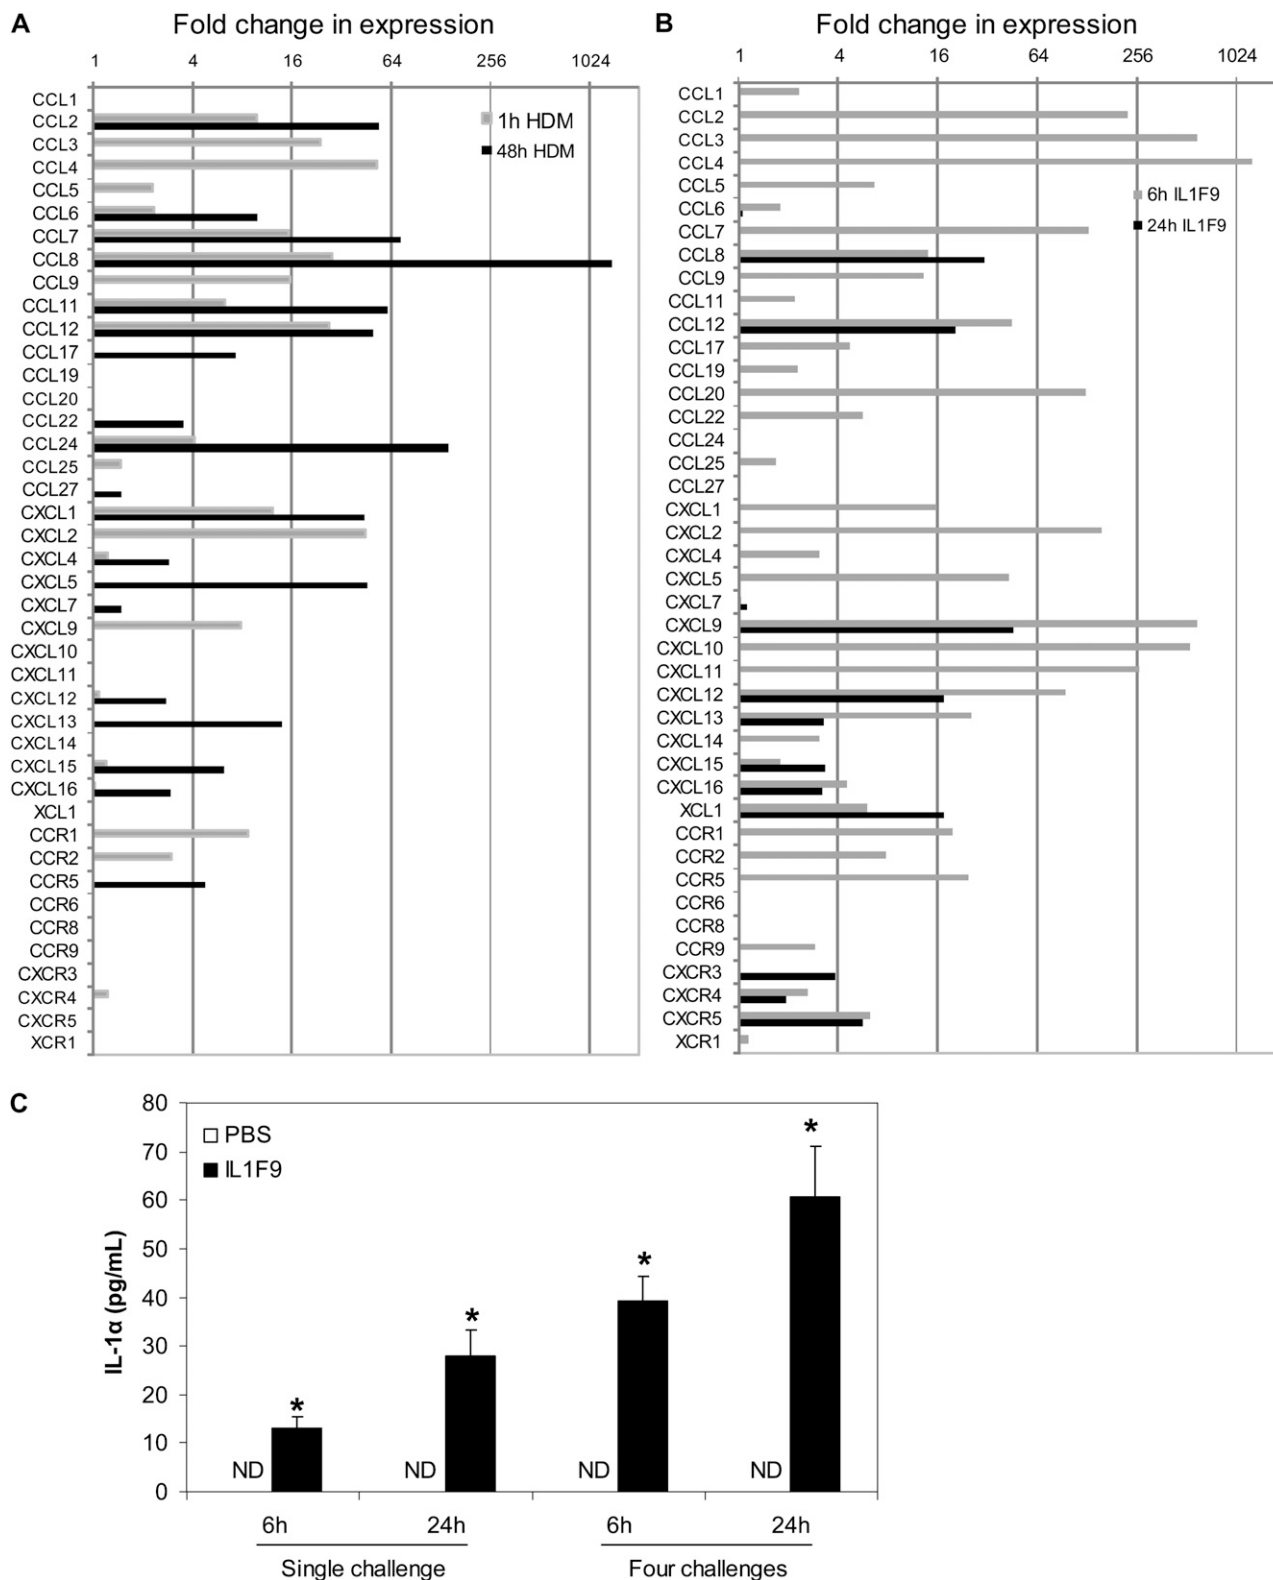 A
Fold change in expression
1 4 16 64 256 1024
CCL1
CCL2
CCL3
CCL4
CCL5
CCL6
CCL7
CCL8
CCL9
CCL11
CCL12
CCL17
CCL19
CCL20
CCL22
CCL24
CCL25
CCL27
CXCL1
CXCL2
CXCL4
CXCL5
CXCL7
CXCL9
CXCL10
CXCL11
CXCL12
CXCL13
CXCL14
CXCL15
CXCL16
XCL1
CCR1
CCR2
CCR5
CCR6
CCR8
CCR9
CXCR3
CXCR4
CXCR5
XCR1
1h HDM
48h HDM
B
Fold change in expression
1 4 16 64 256 1024
CCL1
CCL2
CCL3
CCL4
CCL5
CCL6
CCL7
CCL8
CCL9
CCL11
CCL12
CCL17
CCL19
CCL20
CCL22
CCL24
CCL25
CCL27
CXCL1
CXCL2
CXCL4
CXCL5
CXCL7
CXCL9
CXCL10
CXCL11
CXCL12
CXCL13
CXCL14
CXCL15
CXCL16
XCL1
CCR1
CCR2
CCR5
CCR6
CCR8
CCR9
CXCR3
CXCR4
CXCR5
XCR1
6h IL1F9
24h IL1F9
C
IL-1α (pg/mL)
80
70
60
50
40
30
20
10
0
PBS
IL1F9
* * * *
ND ND ND ND
6h 24h 6h 24h
Single challenge Four challenges